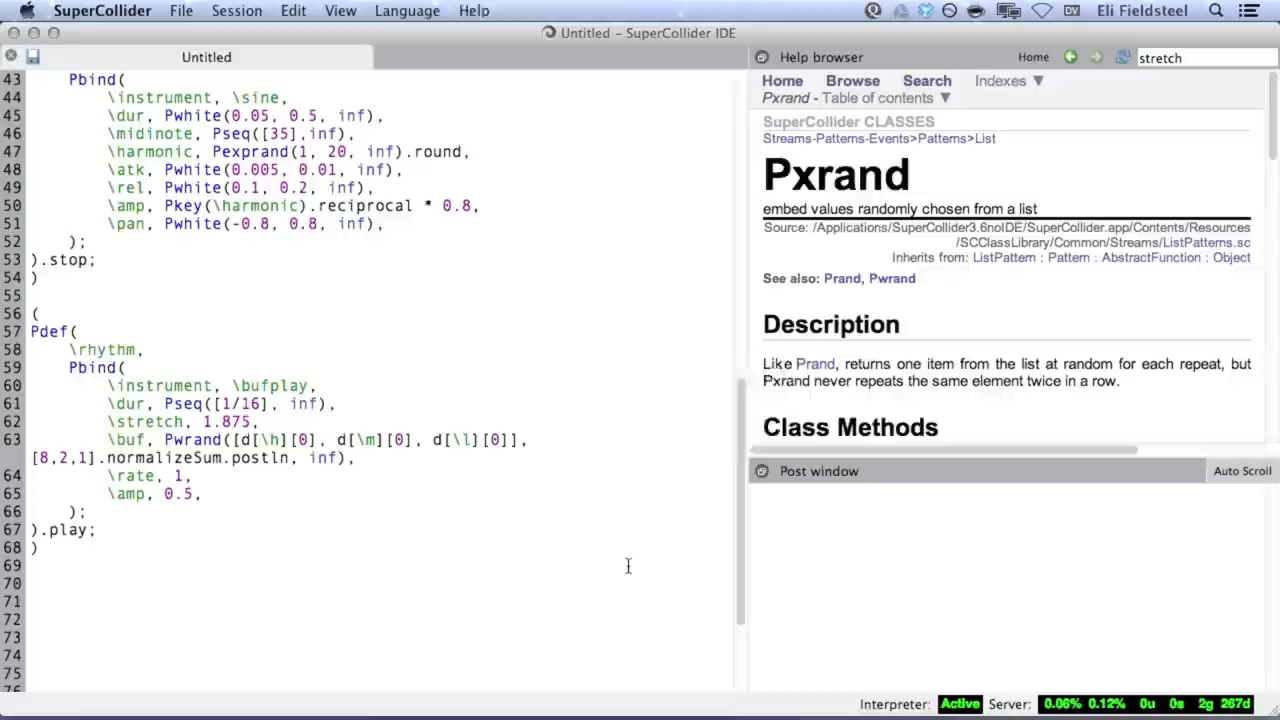 SuperCollider File Session Edit View Language Help Eli Fieldsteel
Untitled – SuperCollider IDE
Untitled
43 Pbind(
44 \instrument, \sine,
45 \dur, Pwhite(0.05, 0.5, inf),
46 \midinote, Pseq([35],inf),
47 \harmonic, Pexprand(1, 20, inf).round,
48 \atk, Pwhite(0.005, 0.01, inf),
49 \rel, Pwhite(0.1, 0.2, inf),
50 \amp, Pkey(\harmonic).reciprocal * 0.8,
51 \pan, Pwhite(-0.8, 0.8, inf),
52 );
53 ).stop;
54 )
55
56 (
57 Pdef(
58 \rhythm,
59 Pbind(
60 \instrument, \bufplay,
61 \dur, Pseq([1/16], inf),
62 \stretch, 1.875,
63 \buf, Pwrand([d[\h][0], d[\m][0], d[\l][0]],
[8,2,1].normalizeSum.postln, inf),
64 \rate, 1,
65 \amp, 0.5,
66 );
67 ).play;
68 )
69
70
71
72
73
74
75
76
Help browser Home stretch
Home Browse Search Indexes ▼
Pxrand - Table of contents ▼
SuperCollider CLASSES
Streams-Patterns-Events>Patterns>List
Pxrand
embed values randomly chosen from a list
Source: /Applications/SuperCollider3.6noIDE/SuperCollider.app/Contents/Resources
/SCClassLibrary/Common/Streams/ListPatterns.sc
Inherits from: ListPattern : Pattern : AbstractFunction : Object
See also: Prand, Pwrand
Description
Like Prand, returns one item from the list at random for each repeat, but
Pxrand never repeats the same element twice in a row.
Class Methods
Post window Auto Scroll
Interpreter: Active Server: 0.06% 0.12% 0u 0s 2g 267d